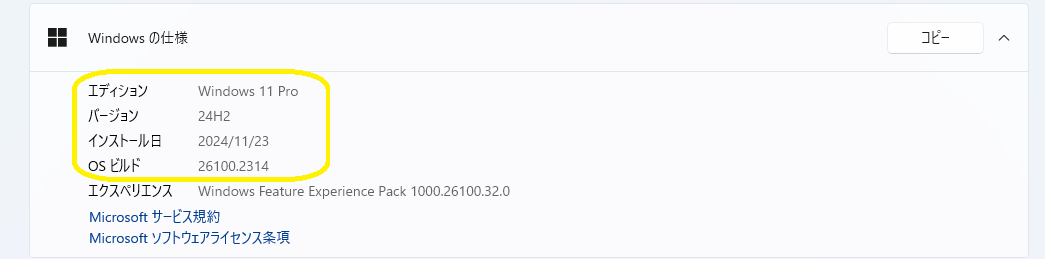 Windows の仕様 コピー
エディション Windows 11 Pro
バージョン 24H2
インストール日 2024/11/23
OS ビルド 26100.2314
エクスペリエンス Windows Feature Experience Pack 1000.26100.32.0
Microsoft サービス規約
Microsoft ソフトウェアライセンス条項